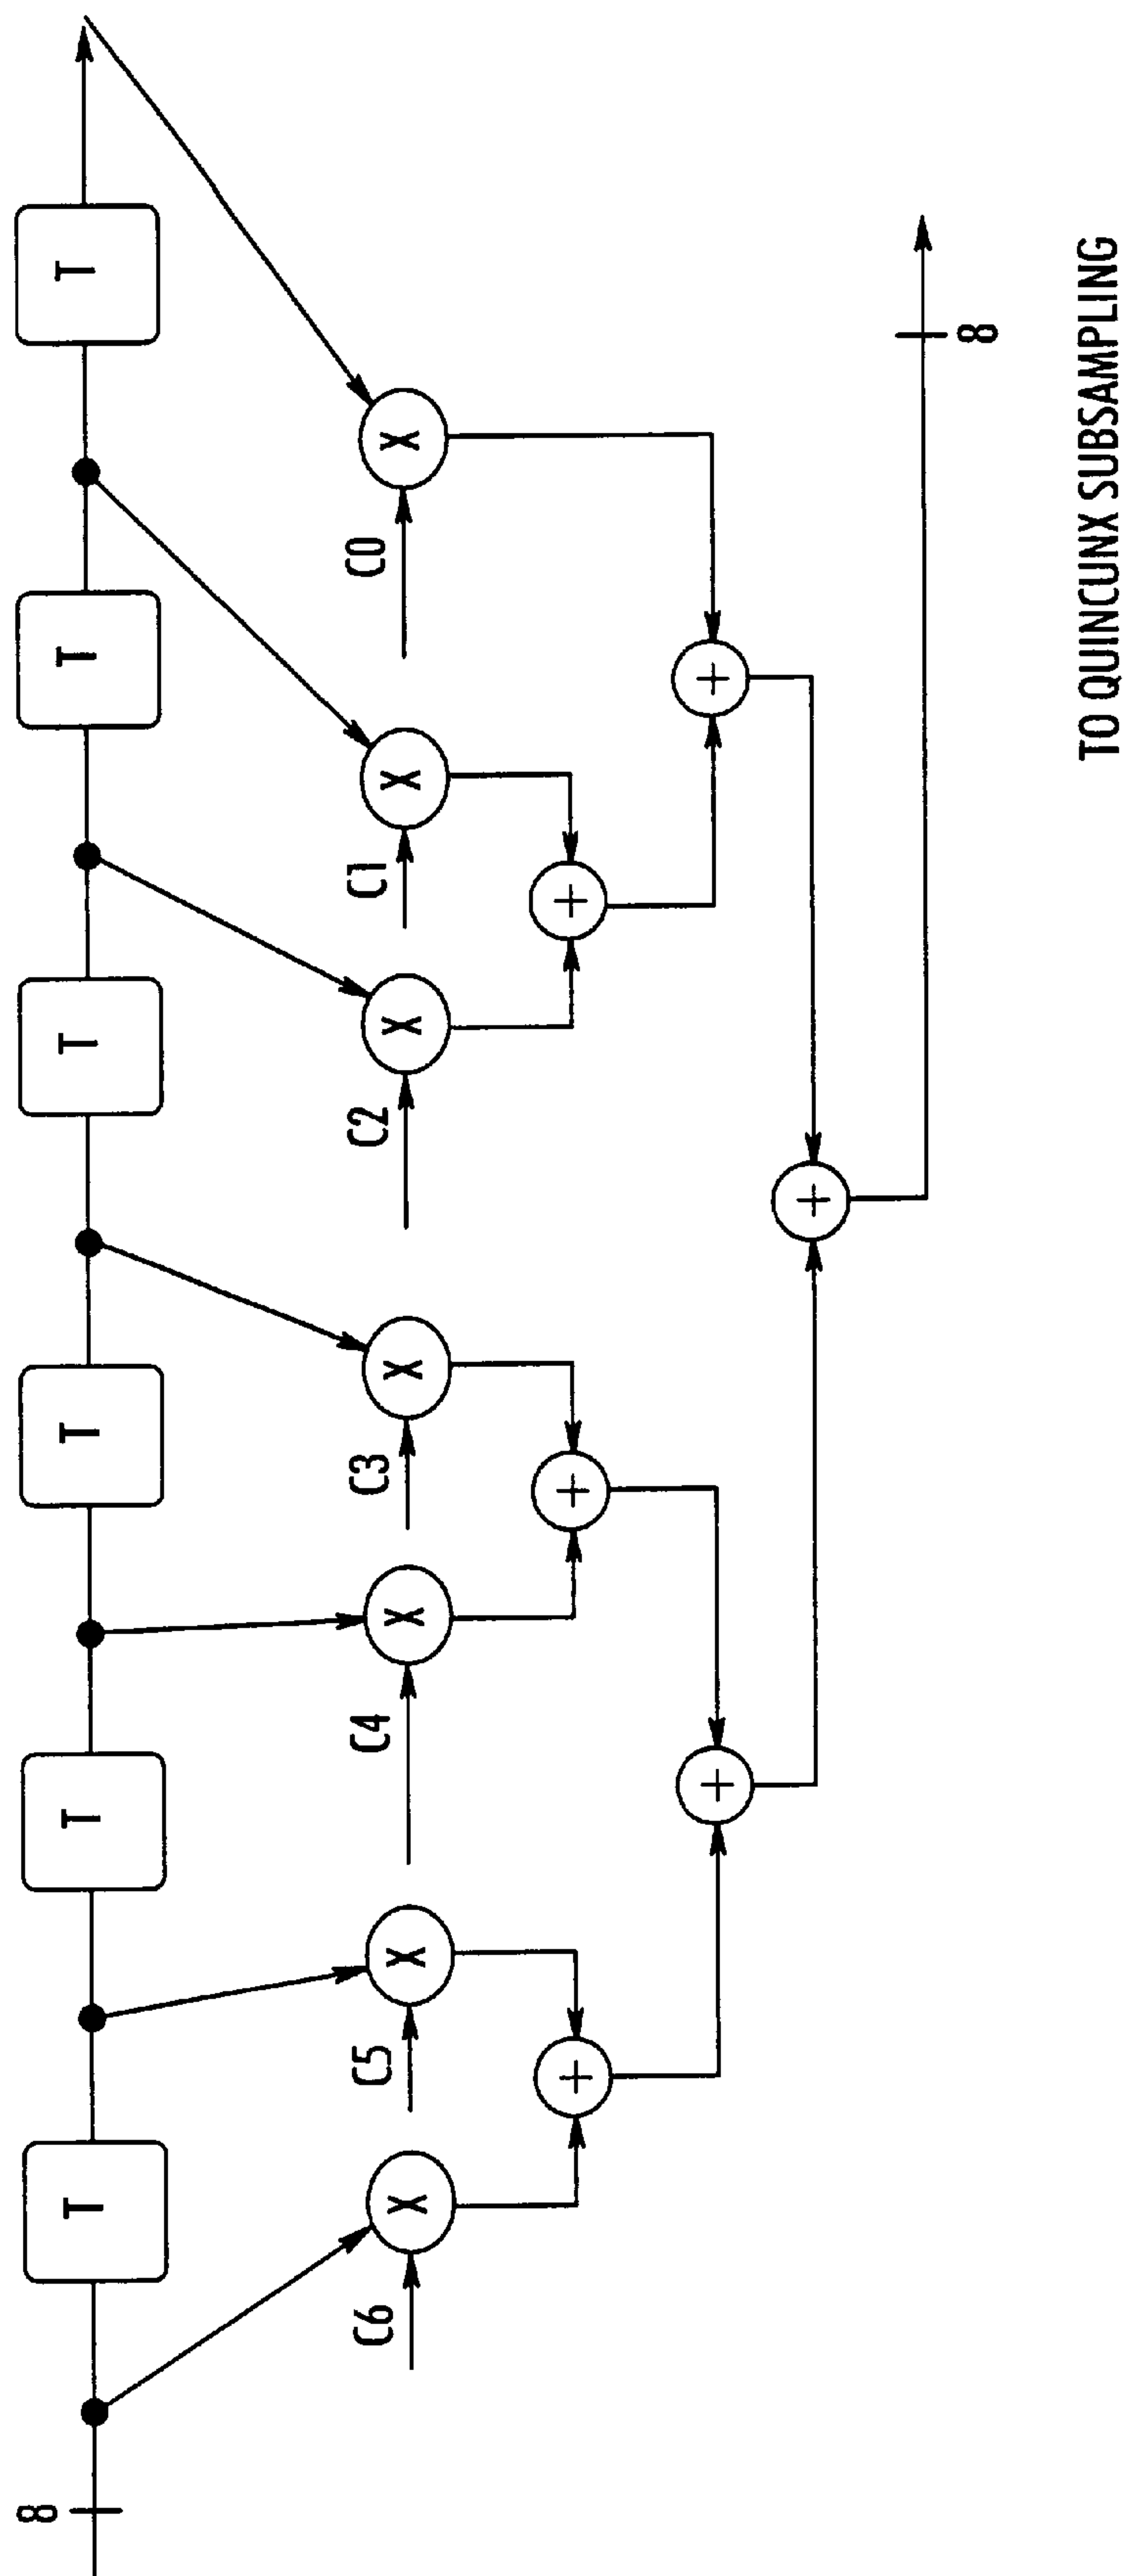 8
T
T
T
T
T
T
C6
X
C5
X
C4
X
C3
X
C2
X
C1
X
C0
X
+
+
+
+
+
+
8
TO QUINCUNX SUBSAMPLING